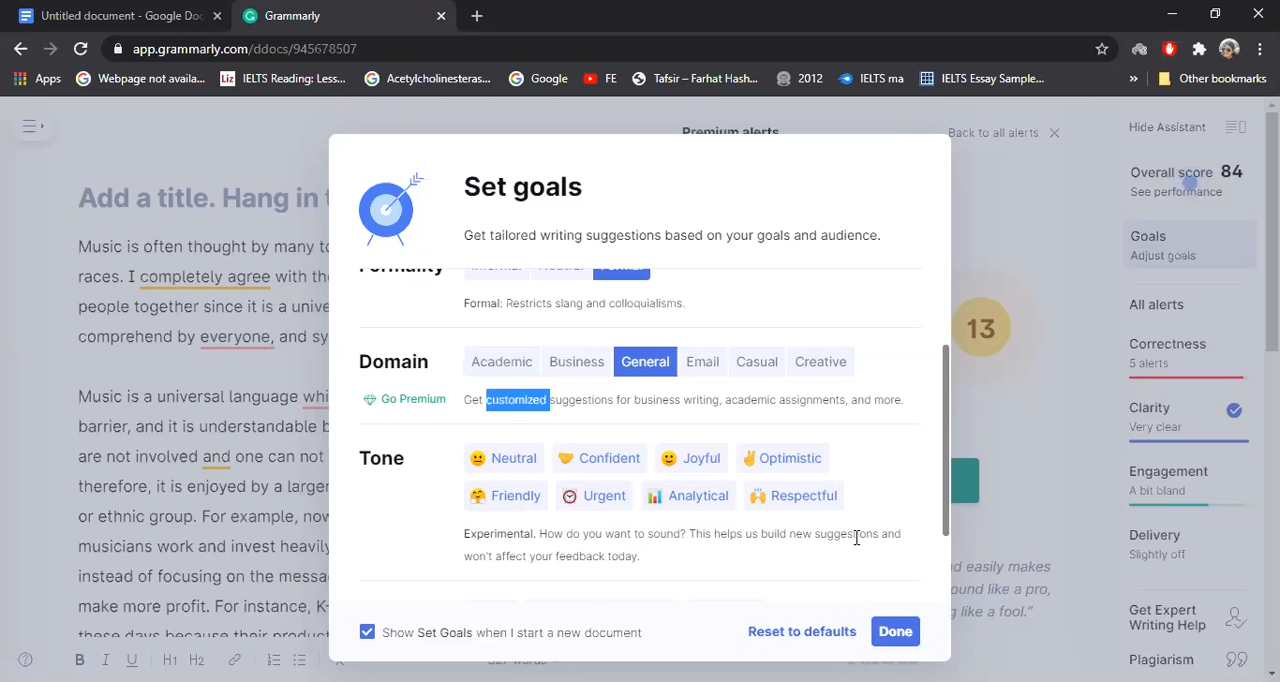 Untitled document - Google Doc
Grammarly
app.grammarly.com/ddocs/945678507
Apps
Webpage not availa...
IELTS Reading: Less...
Acetylcholinesteras...
Google
FE
Tafsir – Farhat Hash...
2012
IELTS ma
IELTS Essay Sample...
»
Other bookmarks
Premium alerts
Back to all alerts
Hide Assistant
Overall score 84
See performance
Goals
Adjust goals
All alerts
Correctness
5 alerts
Clarity
Very clear
Engagement
A bit bland
Delivery
Slightly off
Get Expert
Writing Help
Plagiarism
Add a title. Hang in t
Music is often thought by many to
races. I completely agree with the
people together since it is a unive
comprehend by everyone, and sy
Music is a universal language whi
barrier, and it is understandable b
are not involved and one can not
therefore, it is enjoyed by a larger
or ethnic group. For example, now
musicians work and invest heavily
instead of focusing on the messa
make more profit. For instance, K-
these days because their product
B I U H1 H2
13
and easily makes
ound like a pro,
g like a fool."
Set goals
Get tailored writing suggestions based on your goals and audience.
Formality Informal Neutral Formal
Formal: Restricts slang and colloquialisms.
Domain Academic Business General Email Casual Creative
Go Premium Get customized suggestions for business writing, academic assignments, and more.
Tone Neutral Confident Joyful Optimistic
Friendly Urgent Analytical Respectful
Experimental. How do you want to sound? This helps us build new suggestions and
won't affect your feedback today.
Show Set Goals when I start a new document
Reset to defaults
Done